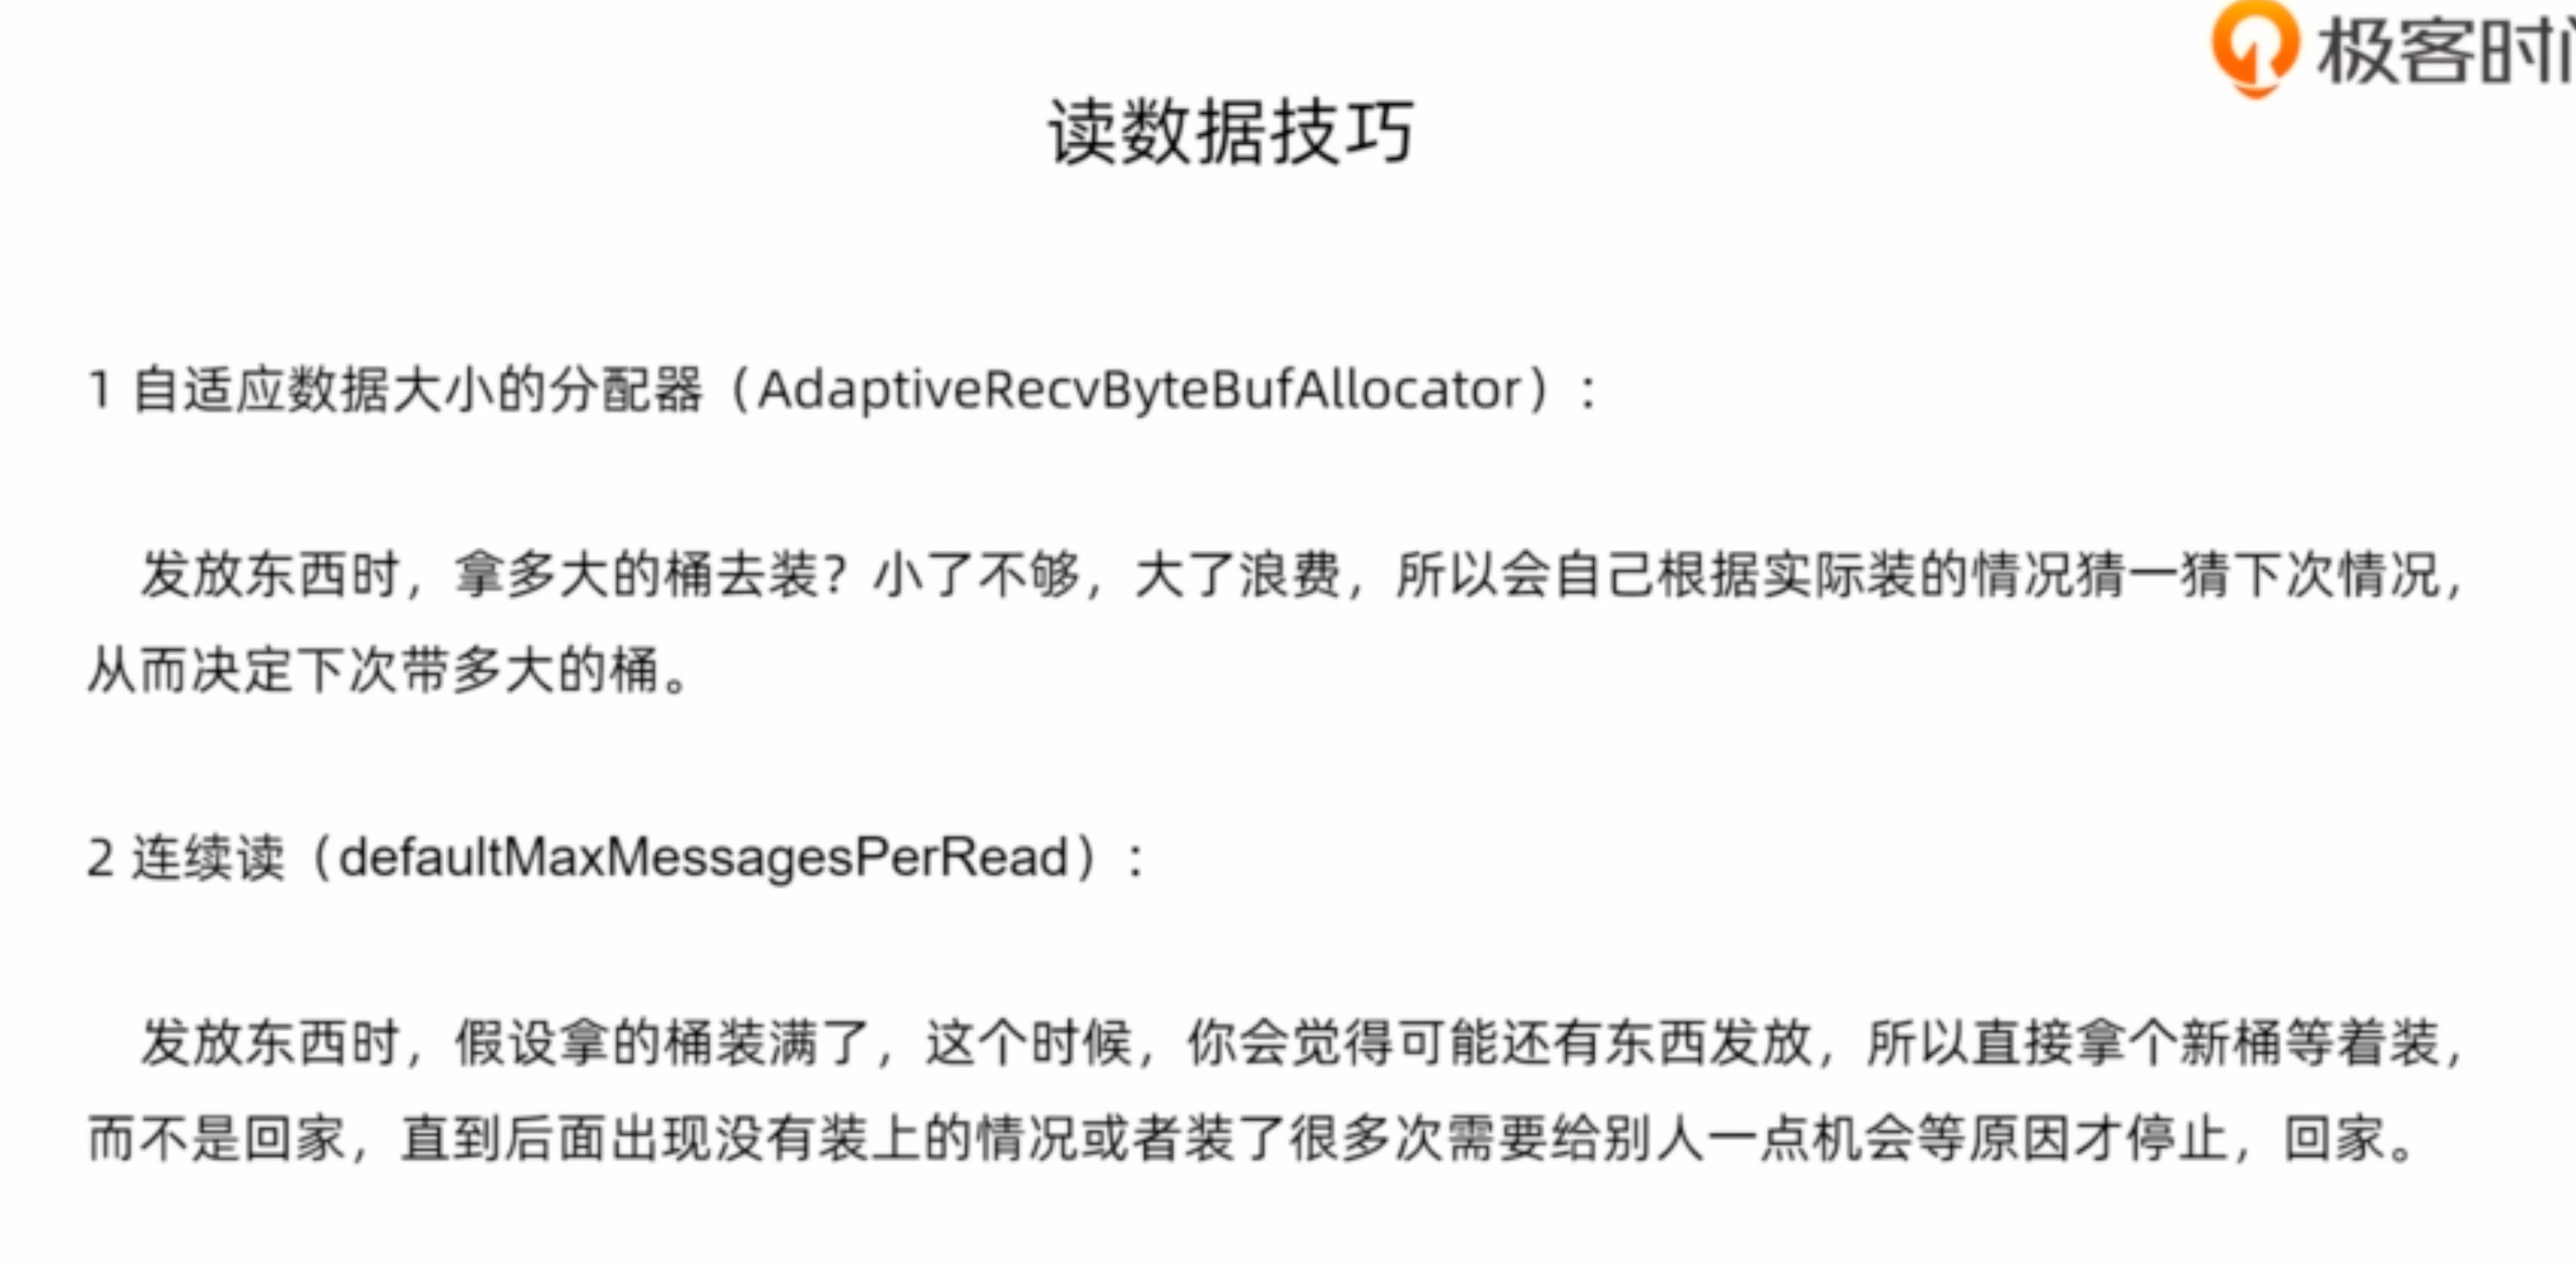 极客时
读数据技巧
1 自适应数据大小的分配器（AdaptiveRecvByteBufAllocator）：
发放东西时，拿多大的桶去装？小了不够，大了浪费，所以会自己根据实际装的情况猜一猜下次情况，
从而决定下次带多大的桶。
2 连续读（defaultMaxMessagesPerRead）：
发放东西时，假设拿的桶装满了，这个时候，你会觉得可能还有东西发放，所以直接拿个新桶等着装，
而不是回家，直到后面出现没有装上的情况或者装了很多次需要给别人一点机会等原因才停止，回家。